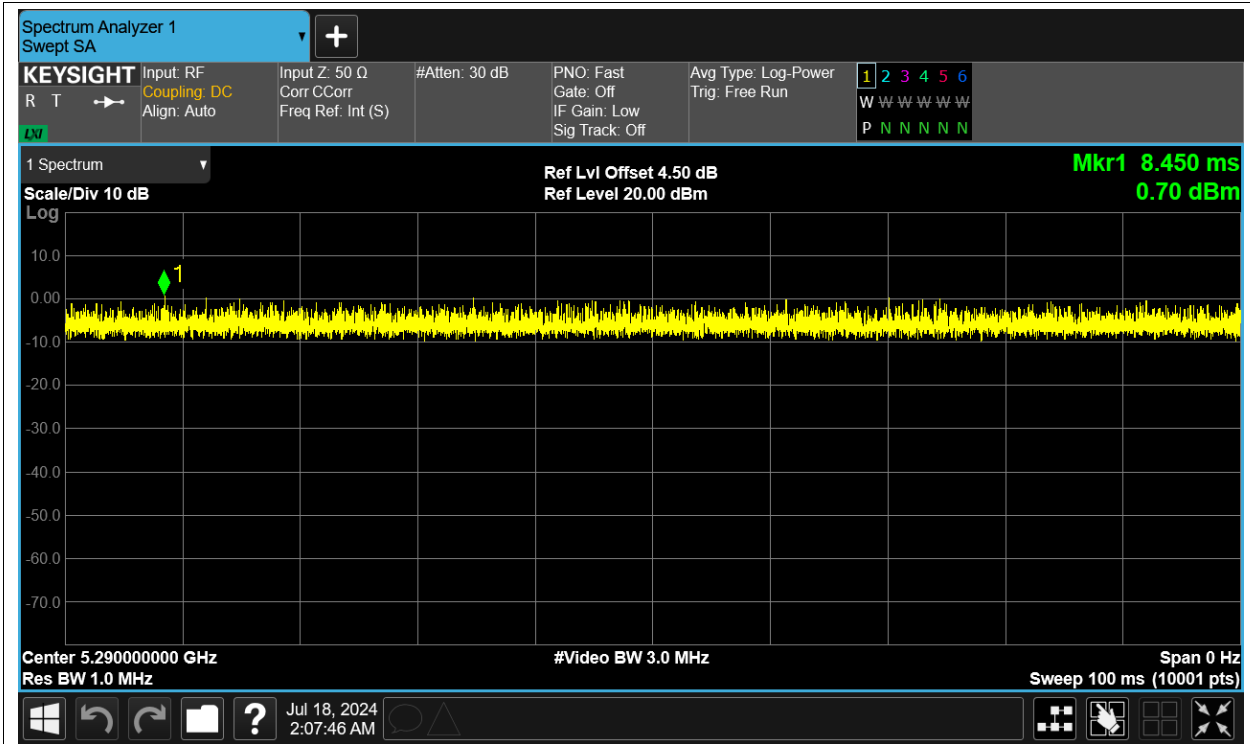 Spectrum Analyzer 1
Swept SA
+
KEYSIGHT
R T
LXI
Input: RF
Coupling: DC
Align: Auto
Input Z: 50 Ω
Corr CCorr
Freq Ref: Int (S)
#Atten: 30 dB
PNO: Fast
Gate: Off
IF Gain: Low
Sig Track: Off
Avg Type: Log-Power
Trig: Free Run
1 2 3 4 5 6
W W W W W W
P N N N N N
1 Spectrum
Scale/Div 10 dB
Ref Lvl Offset 4.50 dB
Ref Level 20.00 dBm
Mkr1 8.450 ms
0.70 dBm
Log
10.0
1
0.00
-10.0
-20.0
-30.0
-40.0
-50.0
-60.0
-70.0
Center 5.290000000 GHz
Res BW 1.0 MHz
#Video BW 3.0 MHz
Span 0 Hz
Sweep 100 ms (10001 pts)
?
Jul 18, 2024
2:07:46 AM